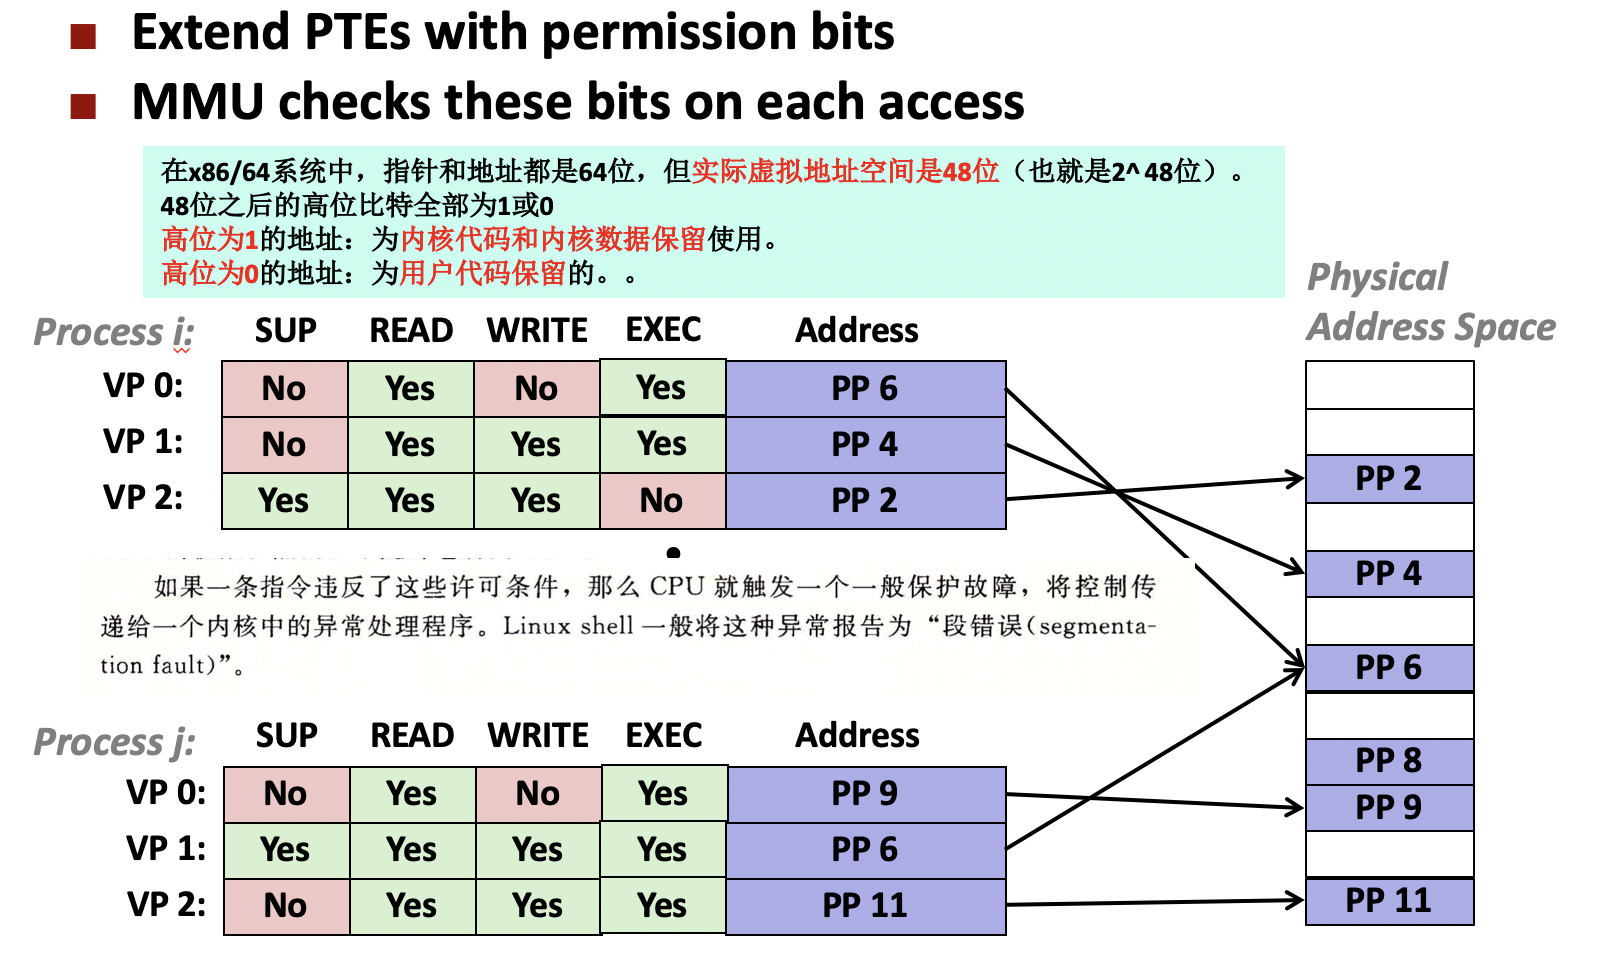 Extend PTEs with permission bits
MMU checks these bits on each access
在x86/64系统中，指针和地址都是64位，但实际虚拟地址空间是48位（也就是2^48位）。
48位之后的高位比特全部为1或0
高位为1的地址：为内核代码和内核数据保留使用。
高位为0的地址：为用户代码保留的。。
Physical
Address Space
Process i: SUP READ WRITE EXEC Address
VP 0: No Yes No Yes PP 6
VP 1: No Yes Yes Yes PP 4
VP 2: Yes Yes Yes No PP 2
如果一条指令违反了这些许可条件，那么 CPU 就触发一个一般保护故障，将控制传
递给一个内核中的异常处理程序。Linux shell 一般将这种异常报告为“段错误(segmenta-
tion fault)”。
Process j: SUP READ WRITE EXEC Address
VP 0: No Yes No Yes PP 9
VP 1: Yes Yes Yes Yes PP 6
VP 2: No Yes Yes Yes PP 11
PP 2
PP 4
PP 6
PP 8
PP 9
PP 11